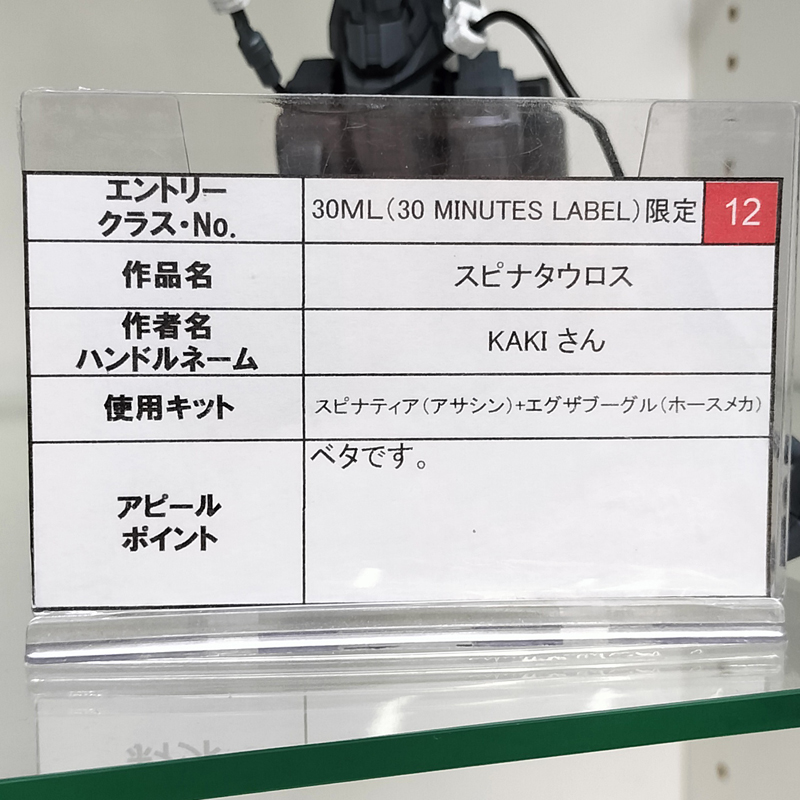 エントリー
クラス・No.
30ML(30 MINUTES LABEL)限定
12
作品名
スピナタウロス
作者名
ハンドルネーム
KAKI さん
使用キット
スピナティア(アサシン)+エグザブーグル(ホースメカ)
アピール
ポイント
ベタです。